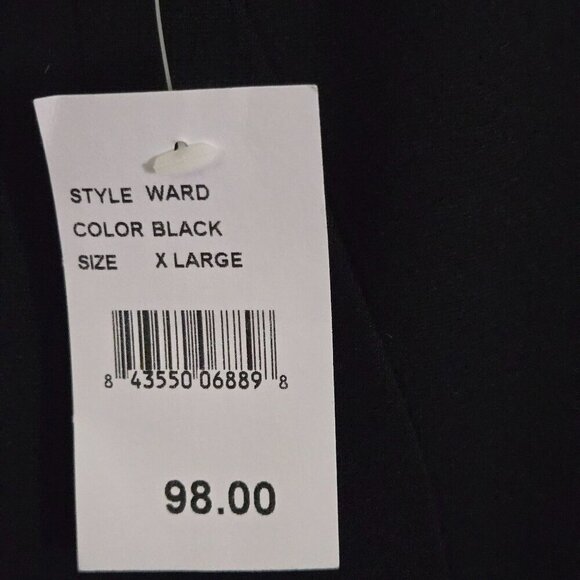 STYLE WARD
COLOR BLACK
SIZE X LARGE
8 43550 06889 8
98.00